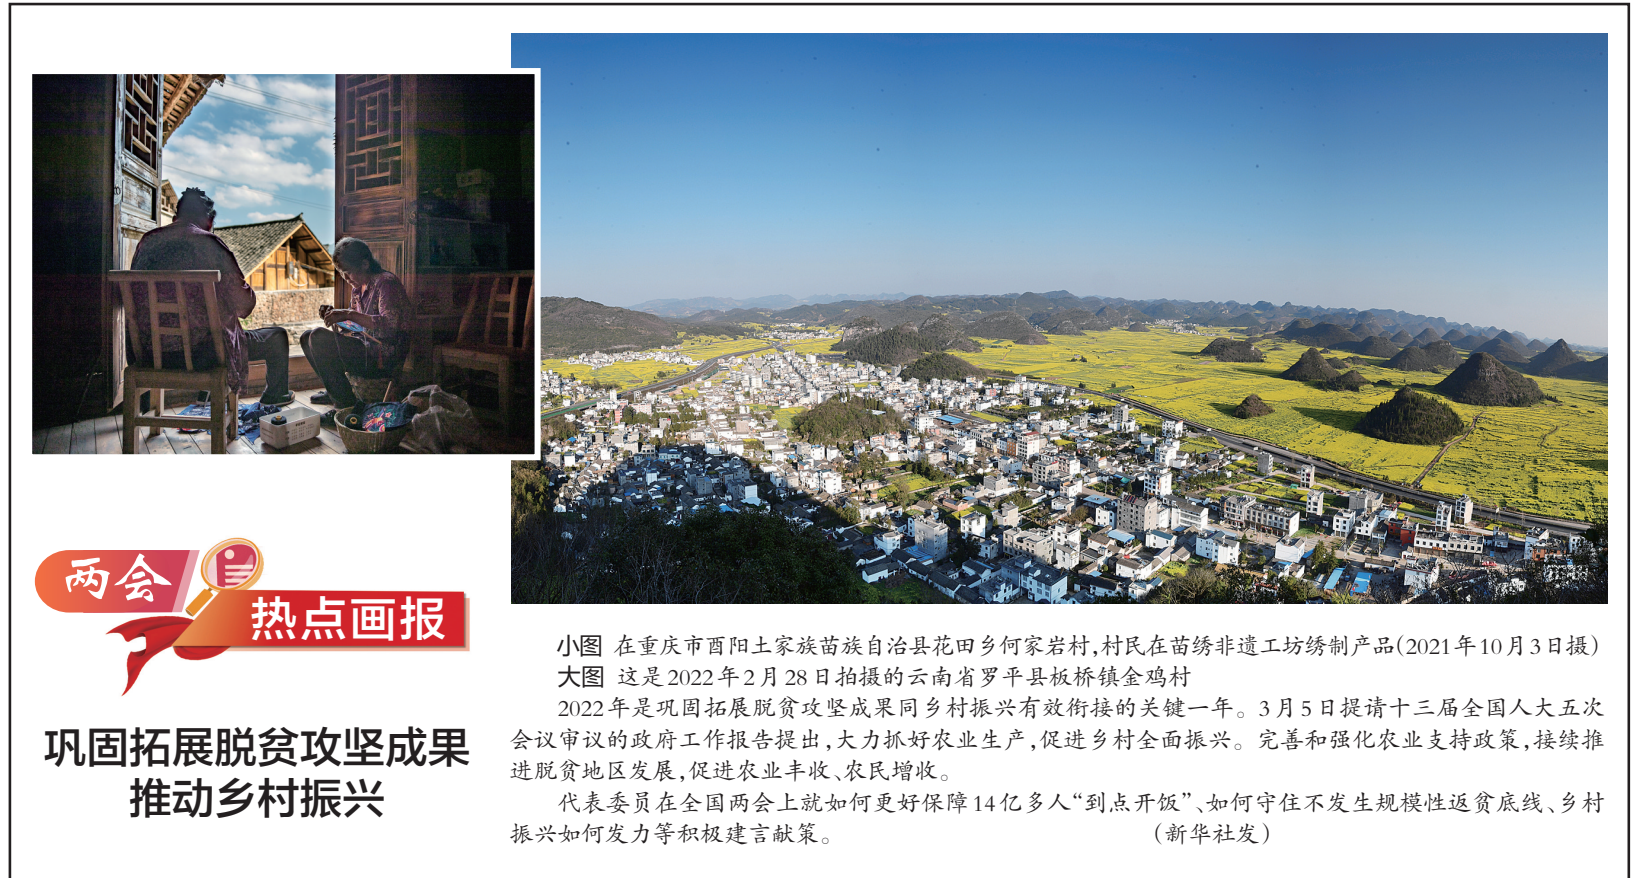 两会
热点画报
巩固拓展脱贫攻坚成果
推动乡村振兴
小图 在重庆市酉阳土家族苗族自治县花田乡何家岩村,村民在苗绣非遗工坊绣制产品(2021年10月3日摄)
大图 这是2022年2月28日拍摄的云南省罗平县板桥镇金鸡村
2022年是巩固拓展脱贫攻坚成果同乡村振兴有效衔接的关键一年。3月5日提请十三届全国人大五次
会议审议的政府工作报告提出,大力抓好农业生产,促进乡村全面振兴。完善和强化农业支持政策,接续推
进脱贫地区发展,促进农业丰收、农民增收。
代表委员在全国两会上就如何更好保障14亿多人“到点开饭”、如何守住不发生规模性返贫底线、乡村
振兴如何发力等积极建言献策。 （新华社发）